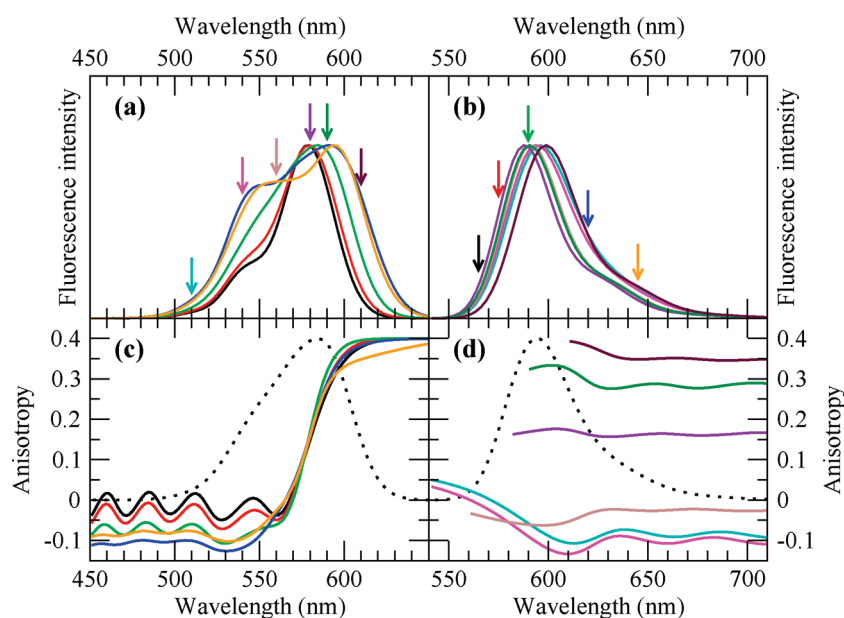 Wavelength (nm)
Wavelength (nm)
450 500 550 600
550 600 650 700
Fluorescence intensity
(a)
(b)
Fluorescence intensity
0.4
0.3
0.2
0.1
0
-0.1
Anisotropy
(c)
(d)
0.4
0.3
0.2
0.1
0
-0.1
Anisotropy
450 500 550 600
550 600 650 700
Wavelength (nm)
Wavelength (nm)